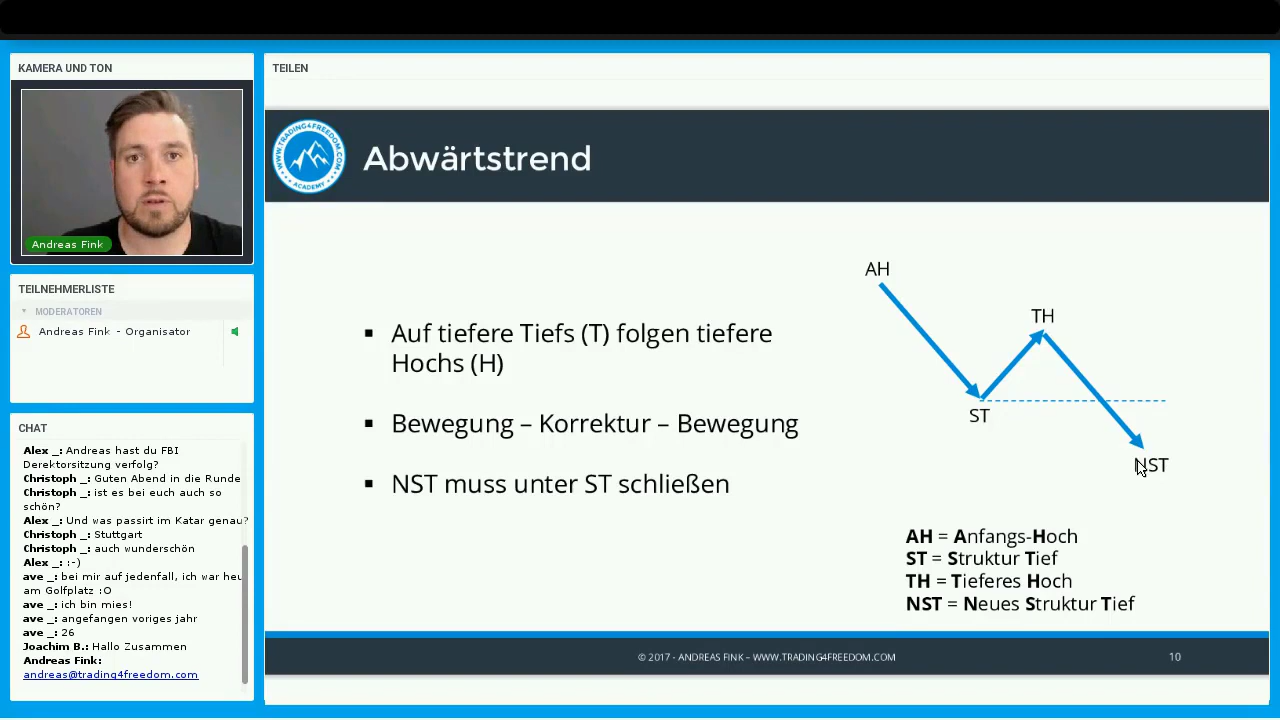 KAMERA UND TON
Andreas Fink
TEILNEHMERLISTE
MODERATOREN
Andreas Fink - Organisator
CHAT
Alex _: Andreas hast du FBI
Derektorsitzung verfolg?
Christoph _: Guten Abend in die Runde
Christoph _: ist es bei euch auch so
schön?
Alex _: Und was passirt im Katar genau?
Christoph _: Stuttgart
Christoph _: auch wunderschön
Alex _: :-)
ave _: bei mir auf jedenfall, ich war heu
am Golfplatz :O
ave _: ich bin mies!
ave _: angefangen voriges jahr
ave _: 26
Joachim B.: Hallo Zusammen
Andreas Fink:
andreas@trading4freedom.com
TEILEN
WWW.TRADING4FREEDOM.COM
ACADEMY
Abwärtstrend
▪ Auf tiefere Tiefs (T) folgen tiefere
Hochs (H)
▪ Bewegung – Korrektur – Bewegung
▪ NST muss unter ST schließen
AH
TH
ST
NST
AH = Anfangs-Hoch
ST = Struktur Tief
TH = Tieferes Hoch
NST = Neues Struktur Tief
© 2017 - ANDREAS FINK – WWW.TRADING4FREEDOM.COM
10